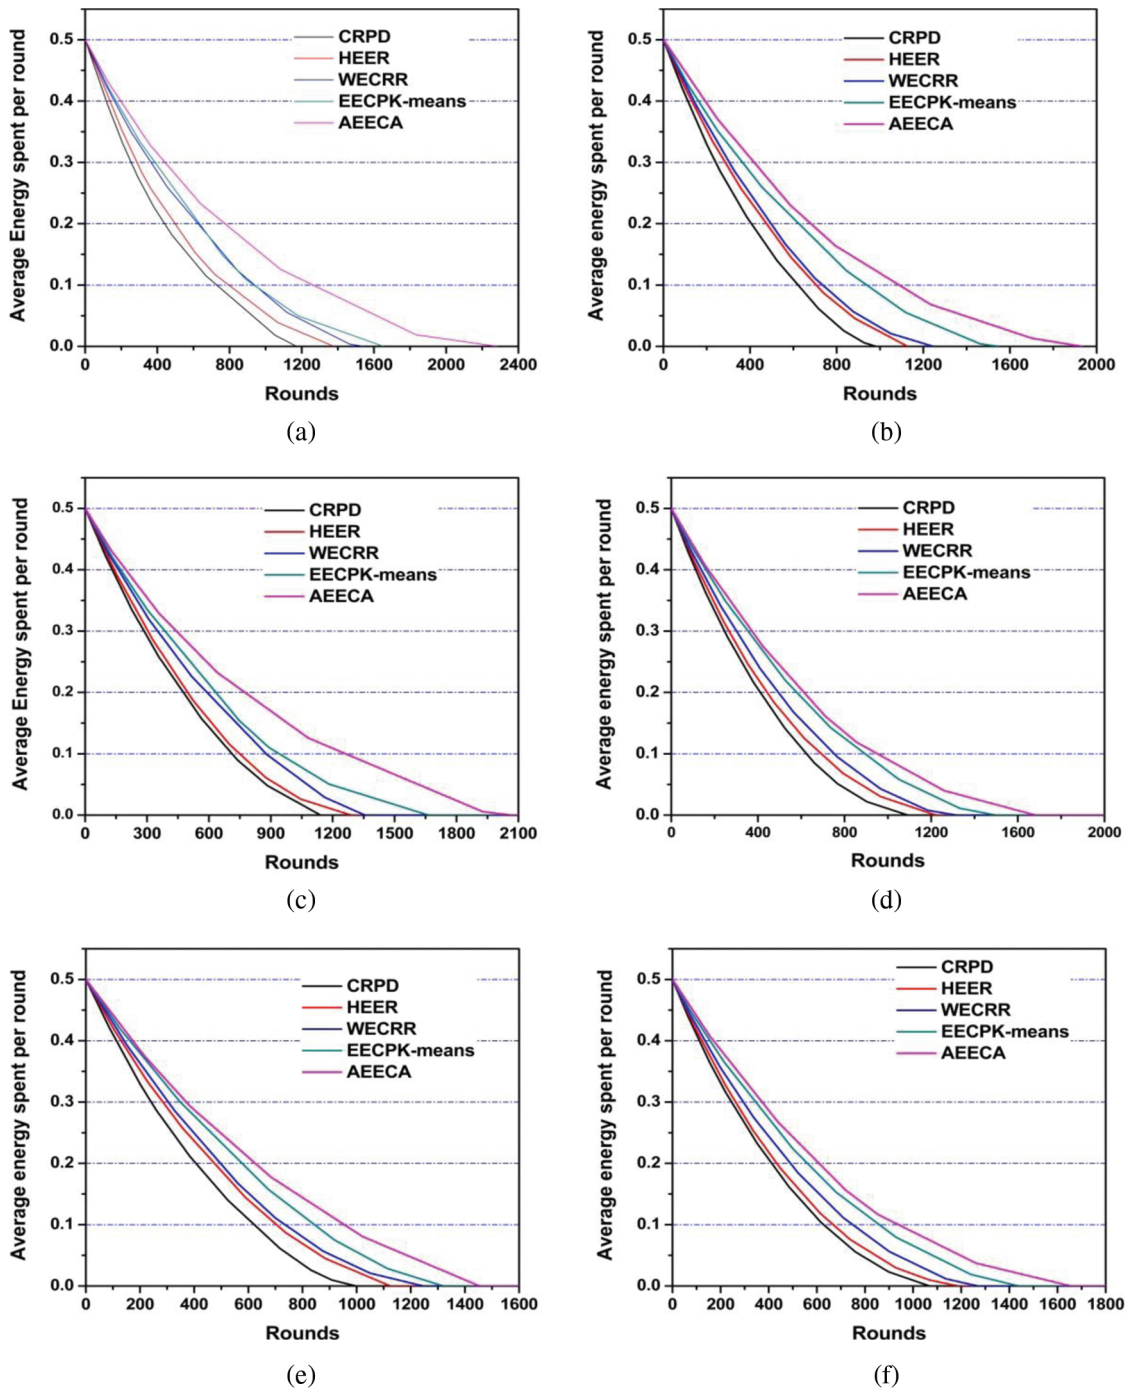 Average Energy spent per round
0.5
0.4
0.3
0.2
0.1
0.0
CRPD
HEER
WECRR
EECPK-means
AEECA
0 400 800 1200 1600 2000 2400
Rounds
(a)
Average energy spent per round
0.5
0.4
0.3
0.2
0.1
0.0
CRPD
HEER
WECRR
EECPK-means
AEECA
0 400 800 1200 1600 2000
Rounds
(b)
Average Energy spent per round
0.5
0.4
0.3
0.2
0.1
0.0
CRPD
HEER
WECRR
EECPK-means
AEECA
0 300 600 900 1200 1500 1800 2100
Rounds
(c)
Average energy spent per round
0.5
0.4
0.3
0.2
0.1
0.0
CRPD
HEER
WECRR
EECPK-means
AEECA
0 400 800 1200 1600 2000
Rounds
(d)
Average energy spent per round
0.5
0.4
0.3
0.2
0.1
0.0
CRPD
HEER
WECRR
EECPK-means
AEECA
0 200 400 600 800 1000 1200 1400 1600
Rounds
(e)
Average energy spent per round
0.5
0.4
0.3
0.2
0.1
0.0
CRPD
HEER
WECRR
EECPK-means
AEECA
0 200 400 600 800 1000 1200 1400 1600 1800
Rounds
(f)